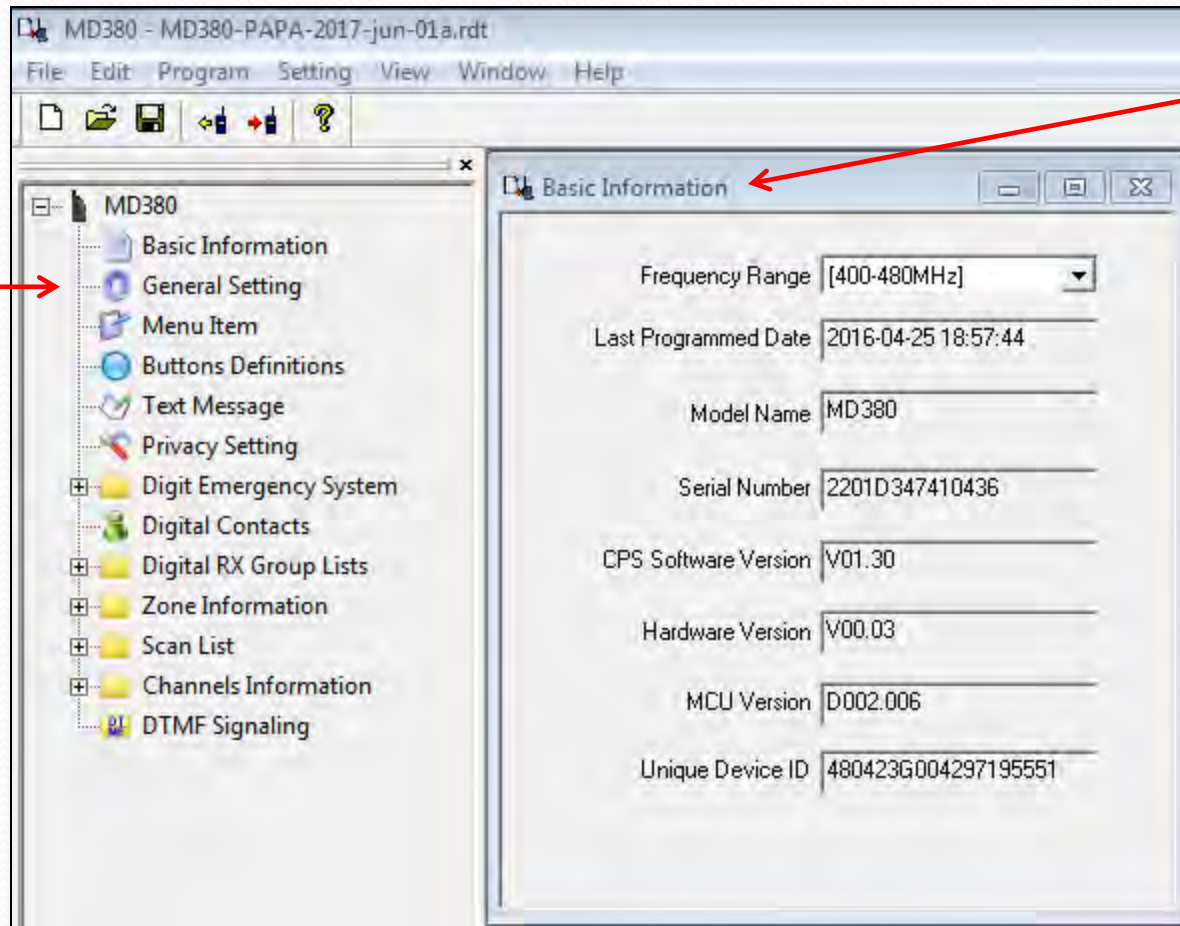 MD380 - MD380-PAPA-2017-jun-01a.rdt
File Edit Program Setting View Window Help
MD380
Basic Information
General Setting
Menu Item
Buttons Definitions
Text Message
Privacy Setting
Digit Emergency System
Digital Contacts
Digital RX Group Lists
Zone Information
Scan List
Channels Information
DTMF Signaling
Basic Information
Frequency Range [400-480MHz]
Last Programmed Date 2016-04-25 18:57:44
Model Name MD380
Serial Number 2201D347410436
CPS Software Version V01.30
Hardware Version V00.03
MCU Version D002.006
Unique Device ID 480423G004297195551